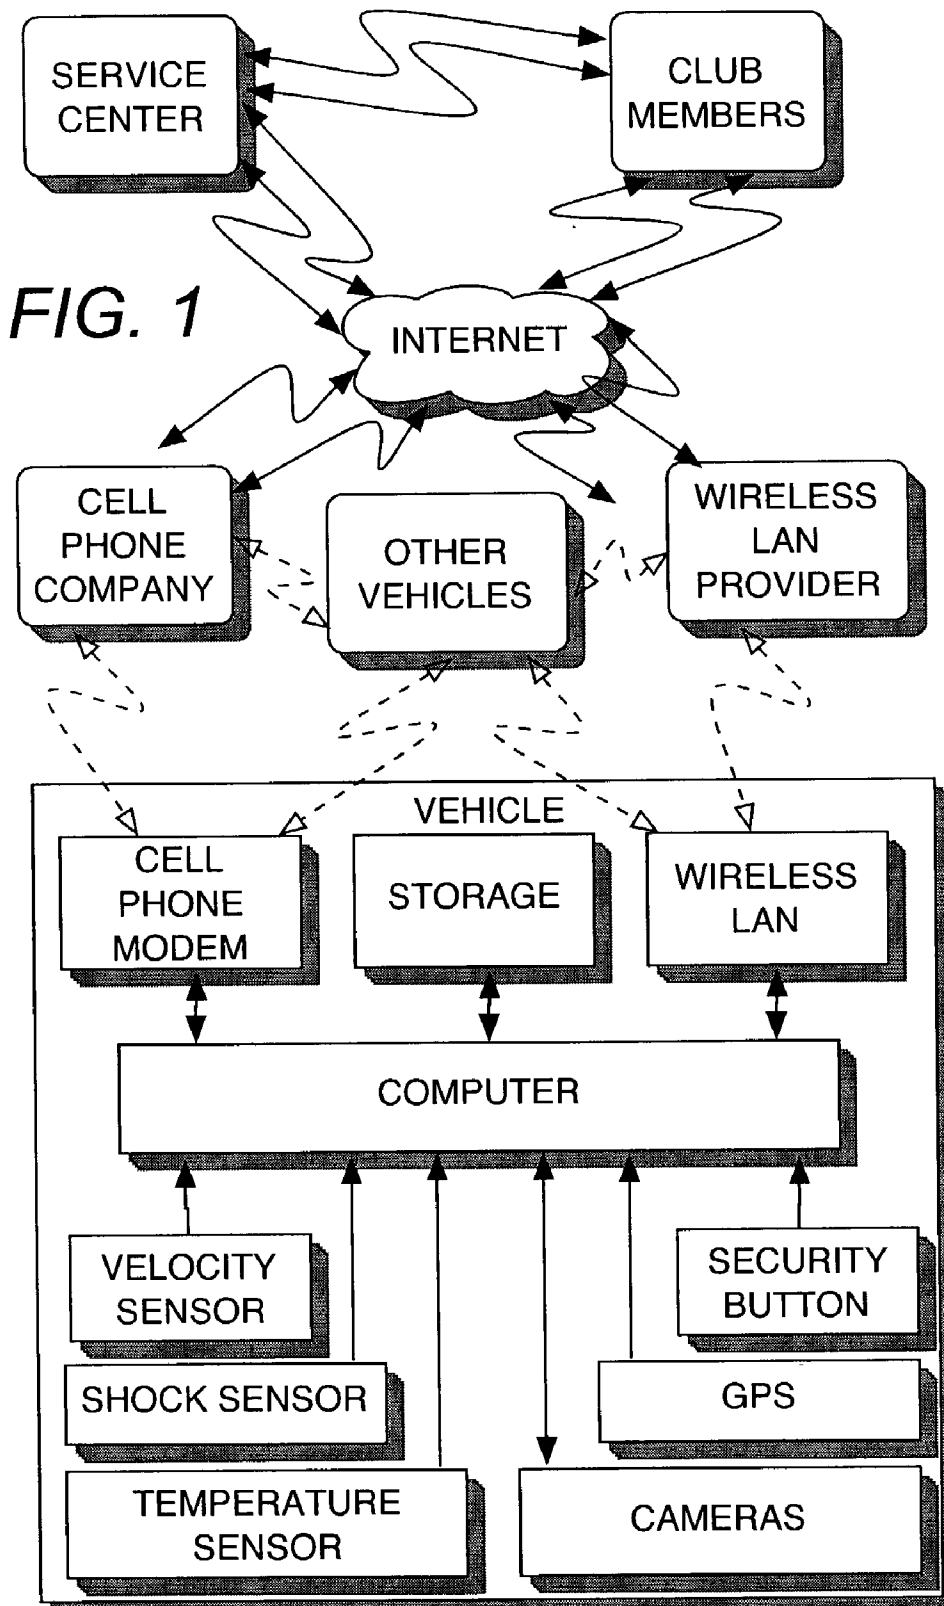 SERVICE
CENTER
CLUB
MEMBERS
FIG. 1
INTERNET
CELL
PHONE
COMPANY
OTHER
VEHICLES
WIRELESS
LAN
PROVIDER
VEHICLE
CELL
PHONE
MODEM
STORAGE
WIRELESS
LAN
COMPUTER
VELOCITY
SENSOR
SECURITY
BUTTON
SHOCK SENSOR
GPS
TEMPERATURE
SENSOR
CAMERAS